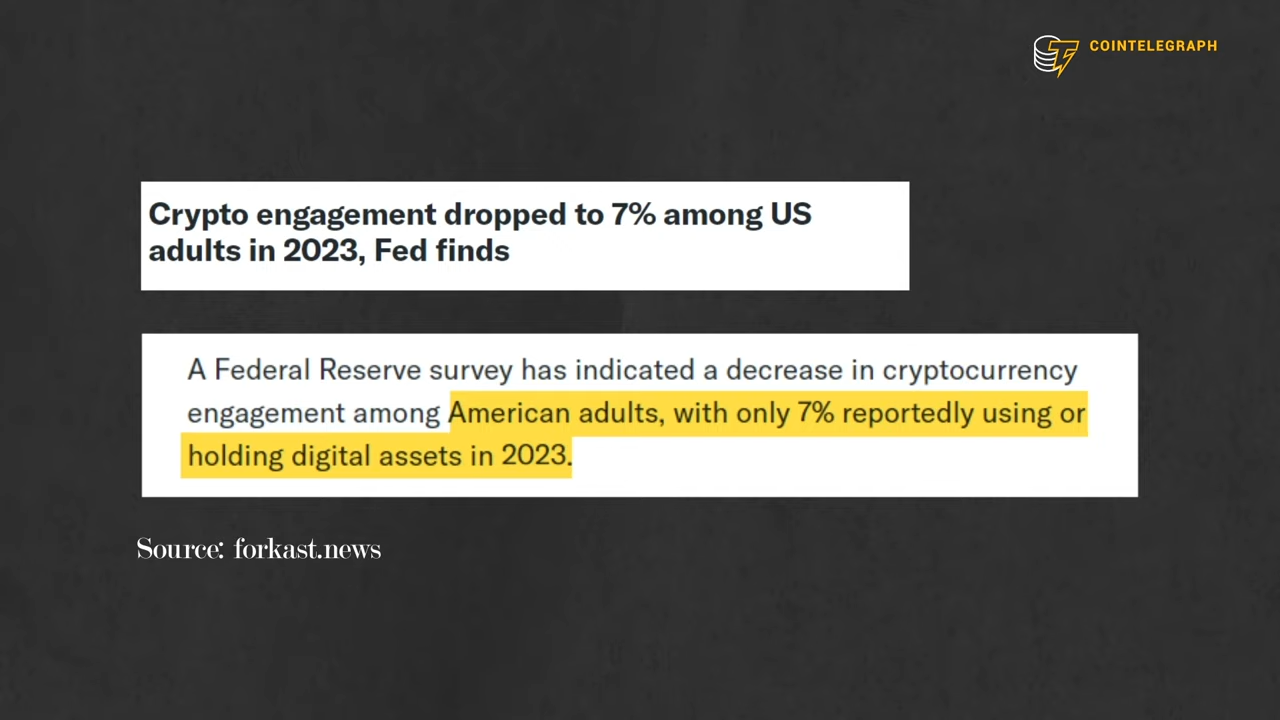 COINTELEGRAPH
Crypto engagement dropped to 7% among US
adults in 2023, Fed finds
A Federal Reserve survey has indicated a decrease in cryptocurrency
engagement among American adults, with only 7% reportedly using or
holding digital assets in 2023.
Source: forkast.news